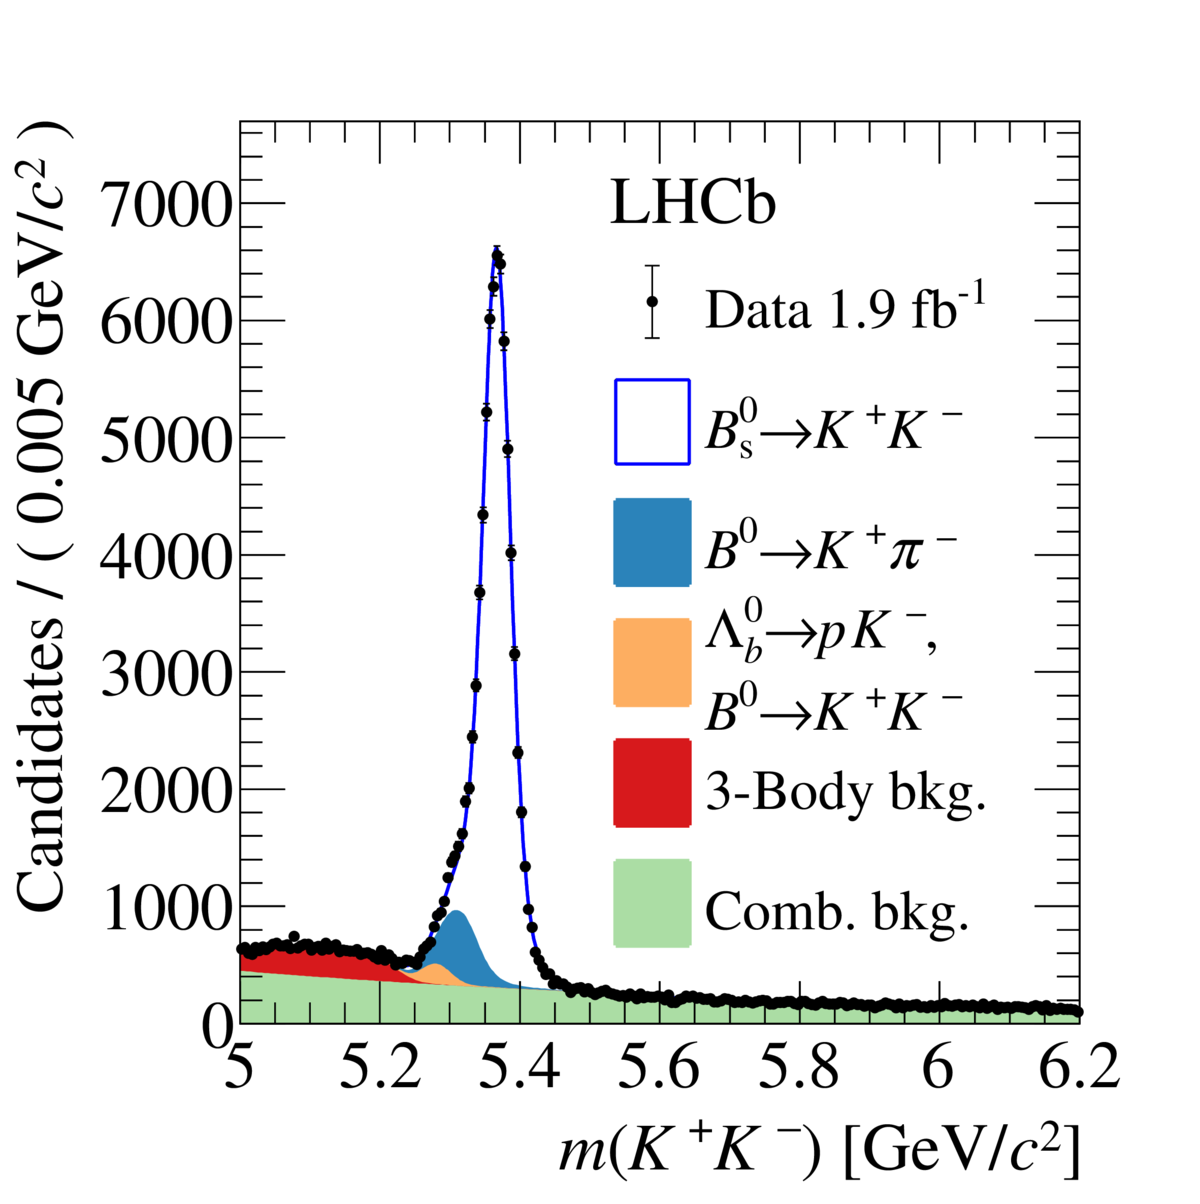 Candidates / ( 0.005 GeV/c² )
7000
6000
5000
4000
3000
2000
1000
0
5 5.2 5.4 5.6 5.8 6 6.2
m(K⁺K⁻) [GeV/c²]
LHCb
Data 1.9 fb⁻¹
B⁰ₛ→K⁺K⁻
B⁰→K⁺π⁻
Λ⁰_b→pK⁻,
B⁰→K⁺K⁻
3-Body bkg.
Comb. bkg.